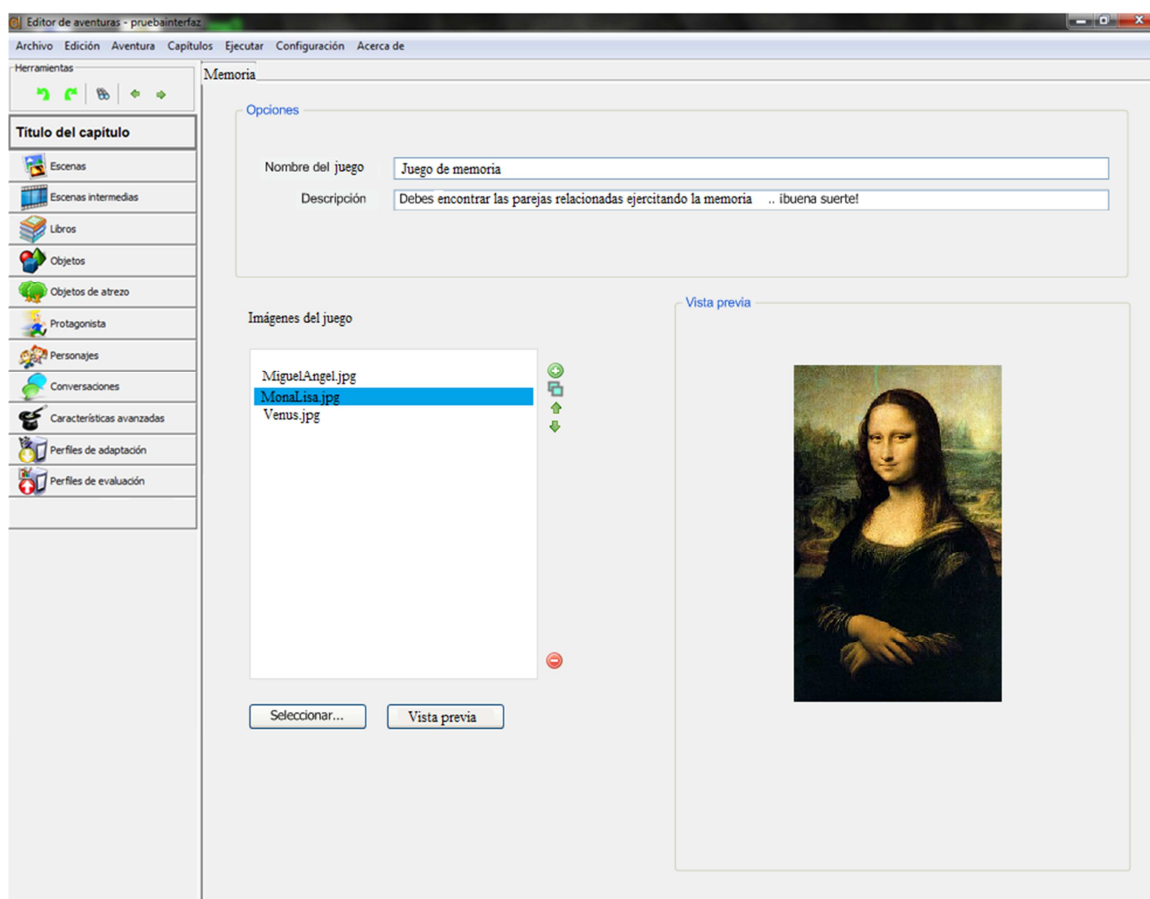 Editor de aventuras - pruebainterfaz
Archivo Edición Aventura Capítulos Ejecutar Configuración Acerca de
Herramientas
Memoria
Título del capítulo
Escenas
Escenas intermedias
Libros
Objetos
Objetos de atrezo
Protagonista
Personajes
Conversaciones
Características avanzadas
Perfiles de adaptación
Perfiles de evaluación
Opciones
Nombre del juego Juego de memoria
Descripción Debes encontrar las parejas relacionadas ejercitando la memoria .. ¡buena suerte!
Imágenes del juego
MiguelAngel.jpg
MonaLisa.jpg
Venus.jpg
Seleccionar... Vista previa
Vista previa